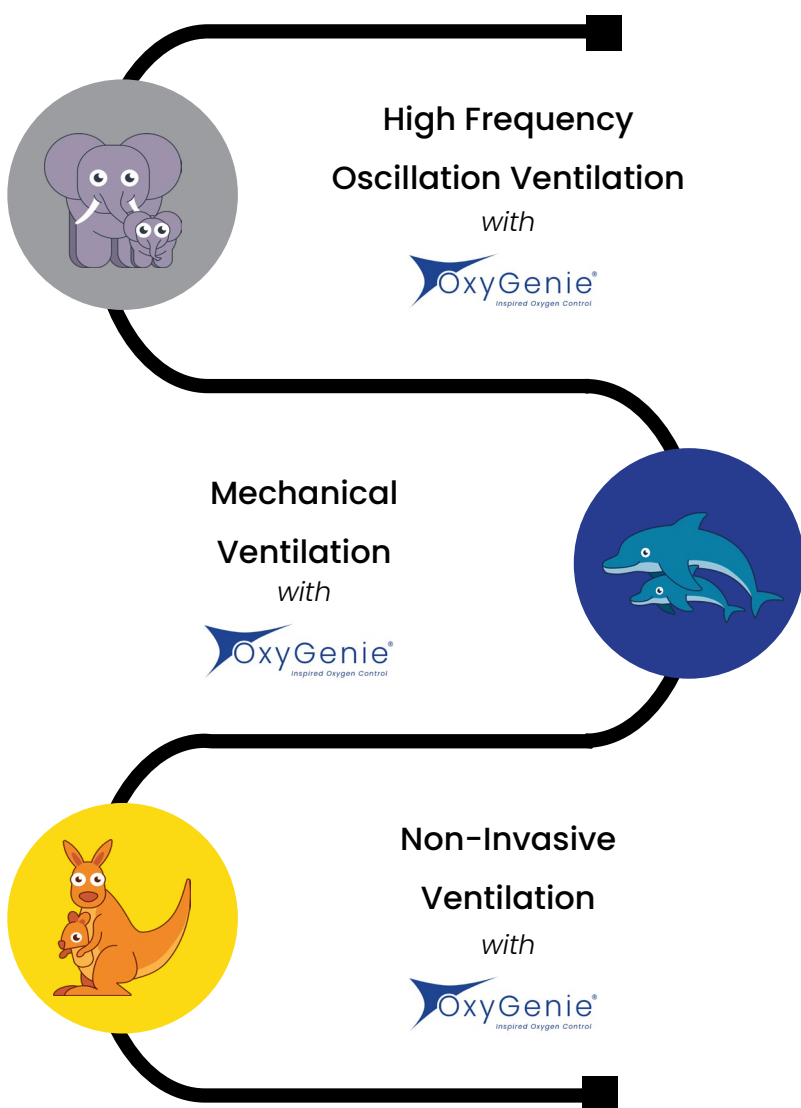 High Frequency
Oscillation Ventilation
with
OxyGenie®
Inspired Oxygen Control
Mechanical
Ventilation
with
OxyGenie®
Inspired Oxygen Control
Non-Invasive
Ventilation
with
OxyGenie®
Inspired Oxygen Control